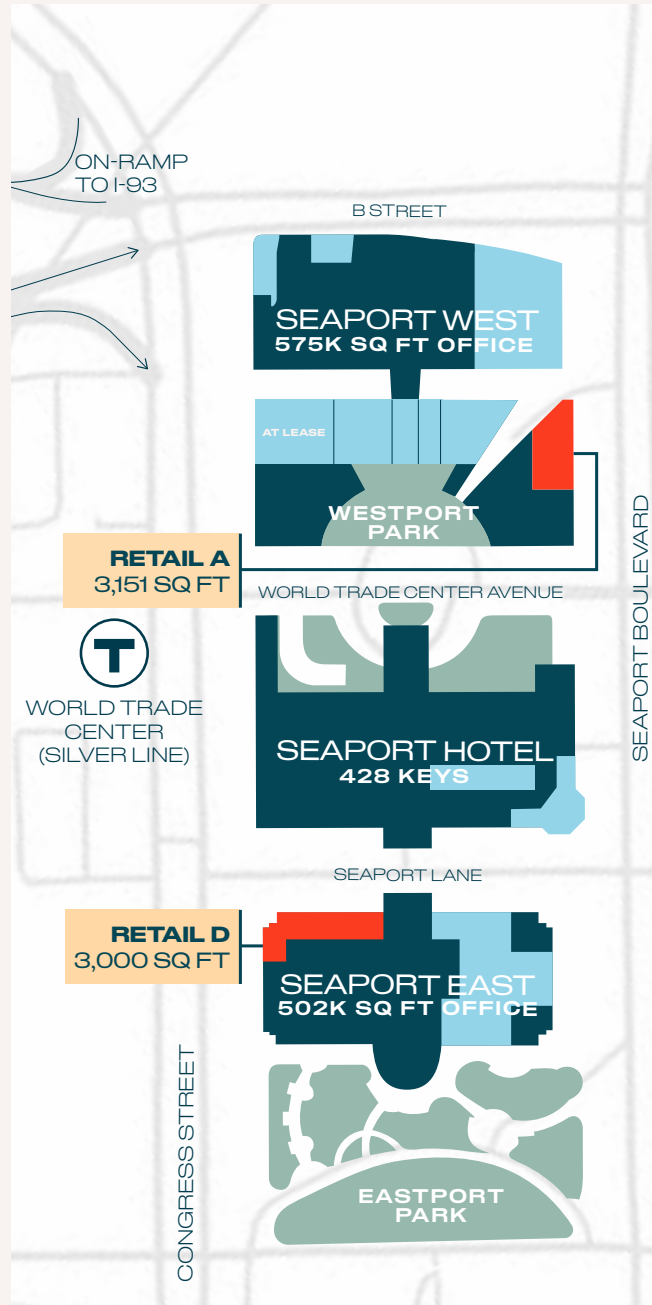 ON-RAMP
TO I-93
B STREET
SEAPORT WEST
575K SQ FT OFFICE
AT LEASE
WESTPORT
PARK
RETAIL A
3,151 SQ FT
WORLD TRADE CENTER AVENUE
SEAPORT BOULEVARD
T
WORLD TRADE
CENTER
(SILVER LINE)
SEAPORT HOTEL
428 KEYS
SEAPORT LANE
RETAIL D
3,000 SQ FT
SEAPORT EAST
502K SQ FT OFFICE
CONGRESS STREET
EASTPORT
PARK